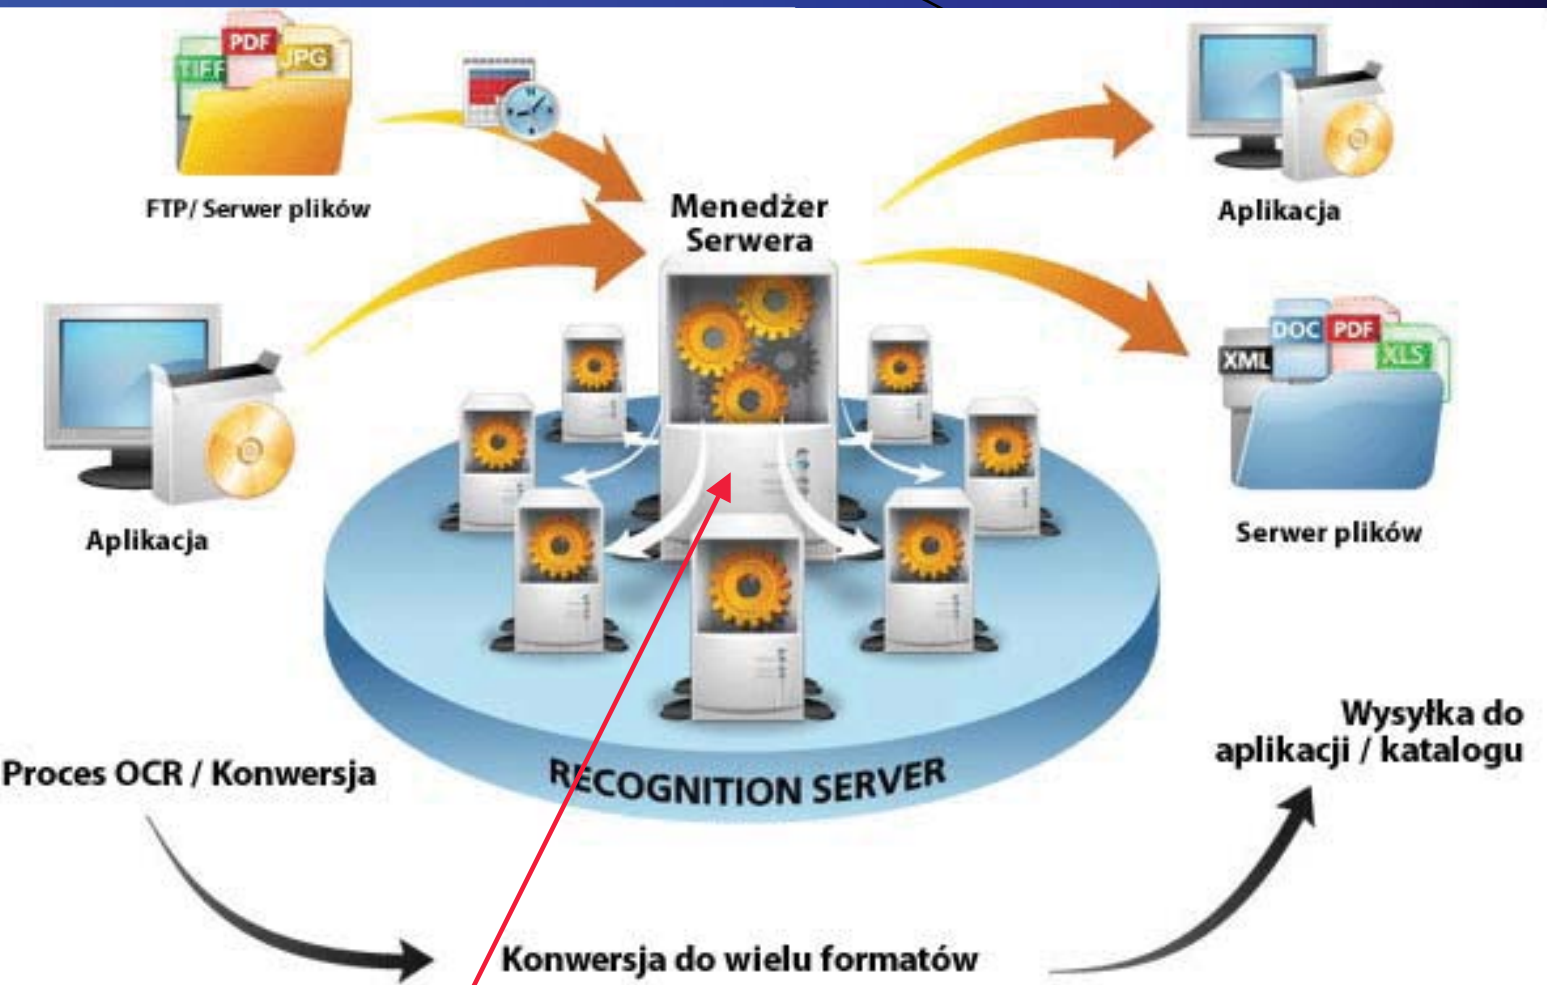 TIFF
PDF
JPG
FTP/ Serwer plików
Aplikacja
Menedżer
Serwera
Aplikacja
XML
DOC
PDF
XLS
Serwer plików
RECOGNITION SERVER
Proces OCR / Konwersja
Konwersja do wielu formatów
Wysyłka do
aplikacji / katalogu